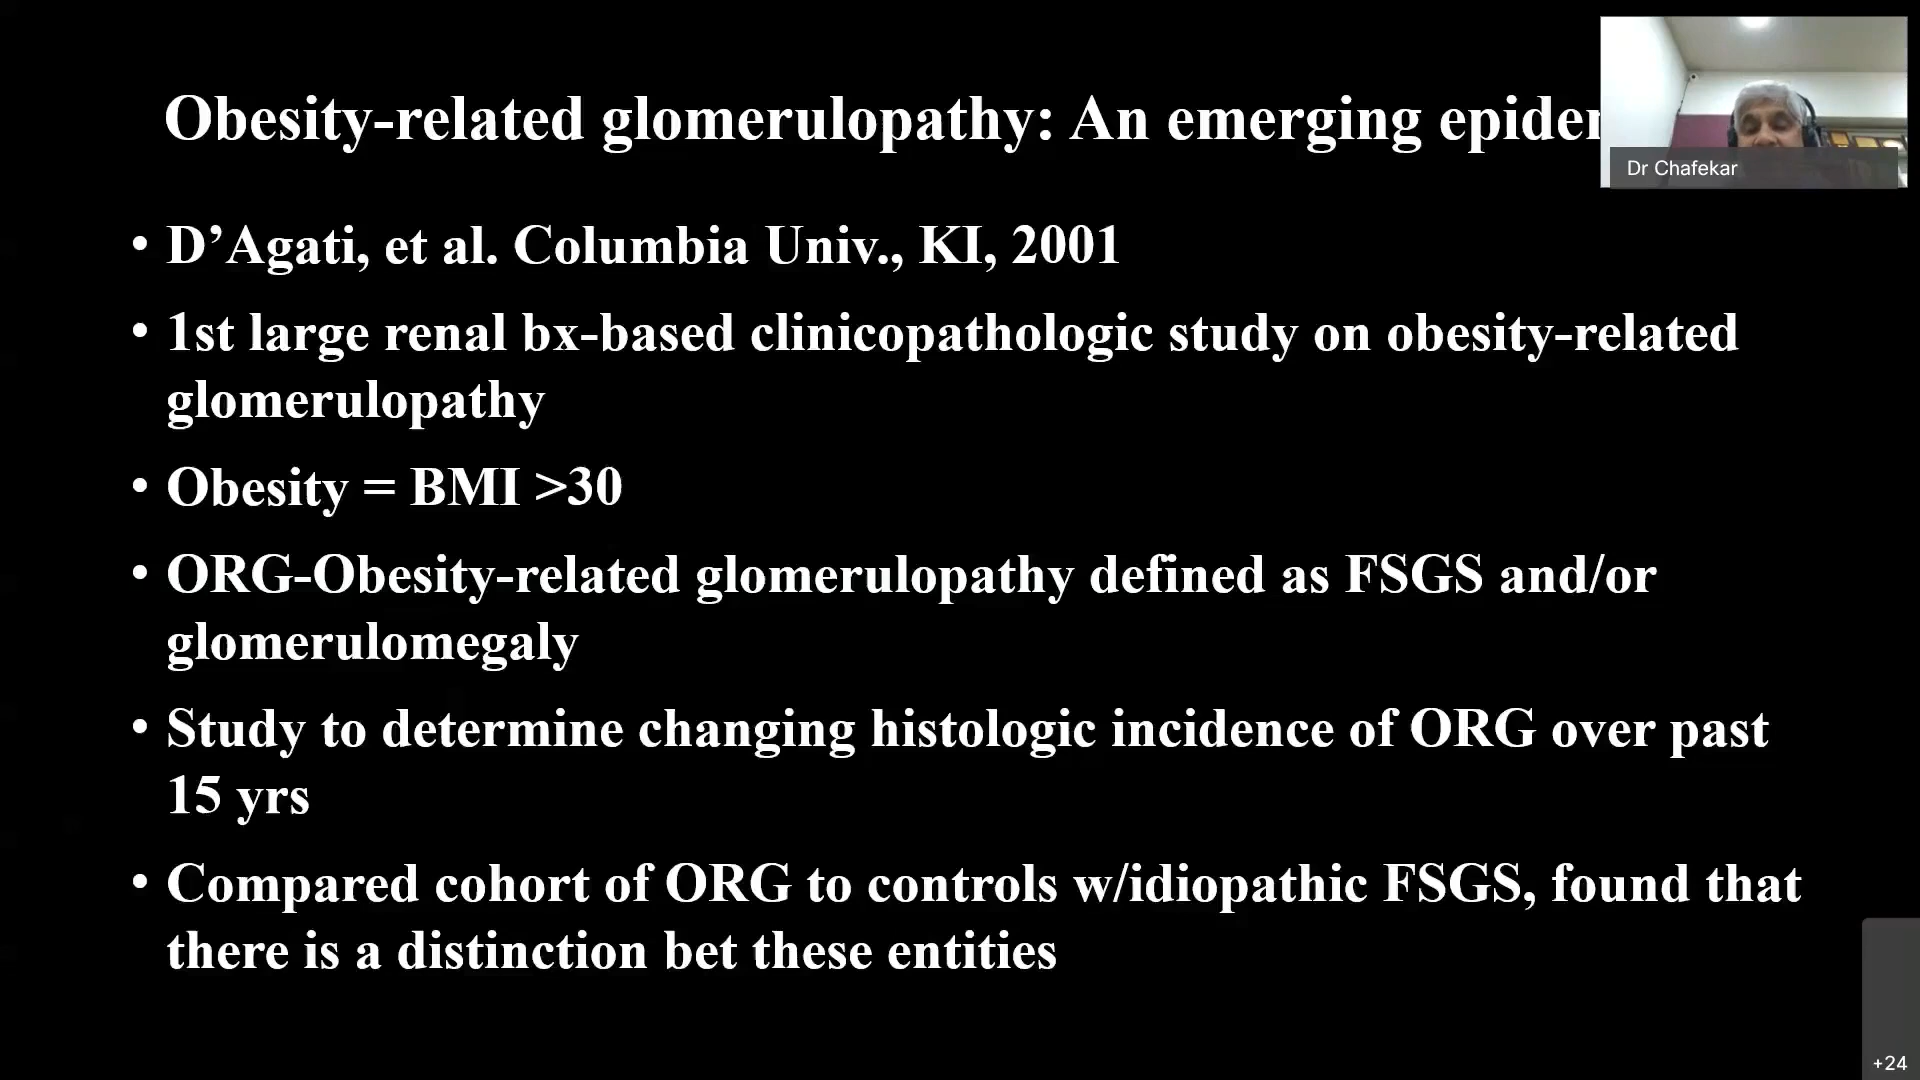 Obesity-related glomerulopathy: An emerging epidem
Dr Chafekar
• D’Agati, et al. Columbia Univ., KI, 2001
• 1st large renal bx-based clinicopathologic study on obesity-related
glomerulopathy
• Obesity = BMI >30
• ORG-Obesity-related glomerulopathy defined as FSGS and/or
glomerulomegaly
• Study to determine changing histologic incidence of ORG over past
15 yrs
• Compared cohort of ORG to controls w/idiopathic FSGS, found that
there is a distinction bet these entities
+24